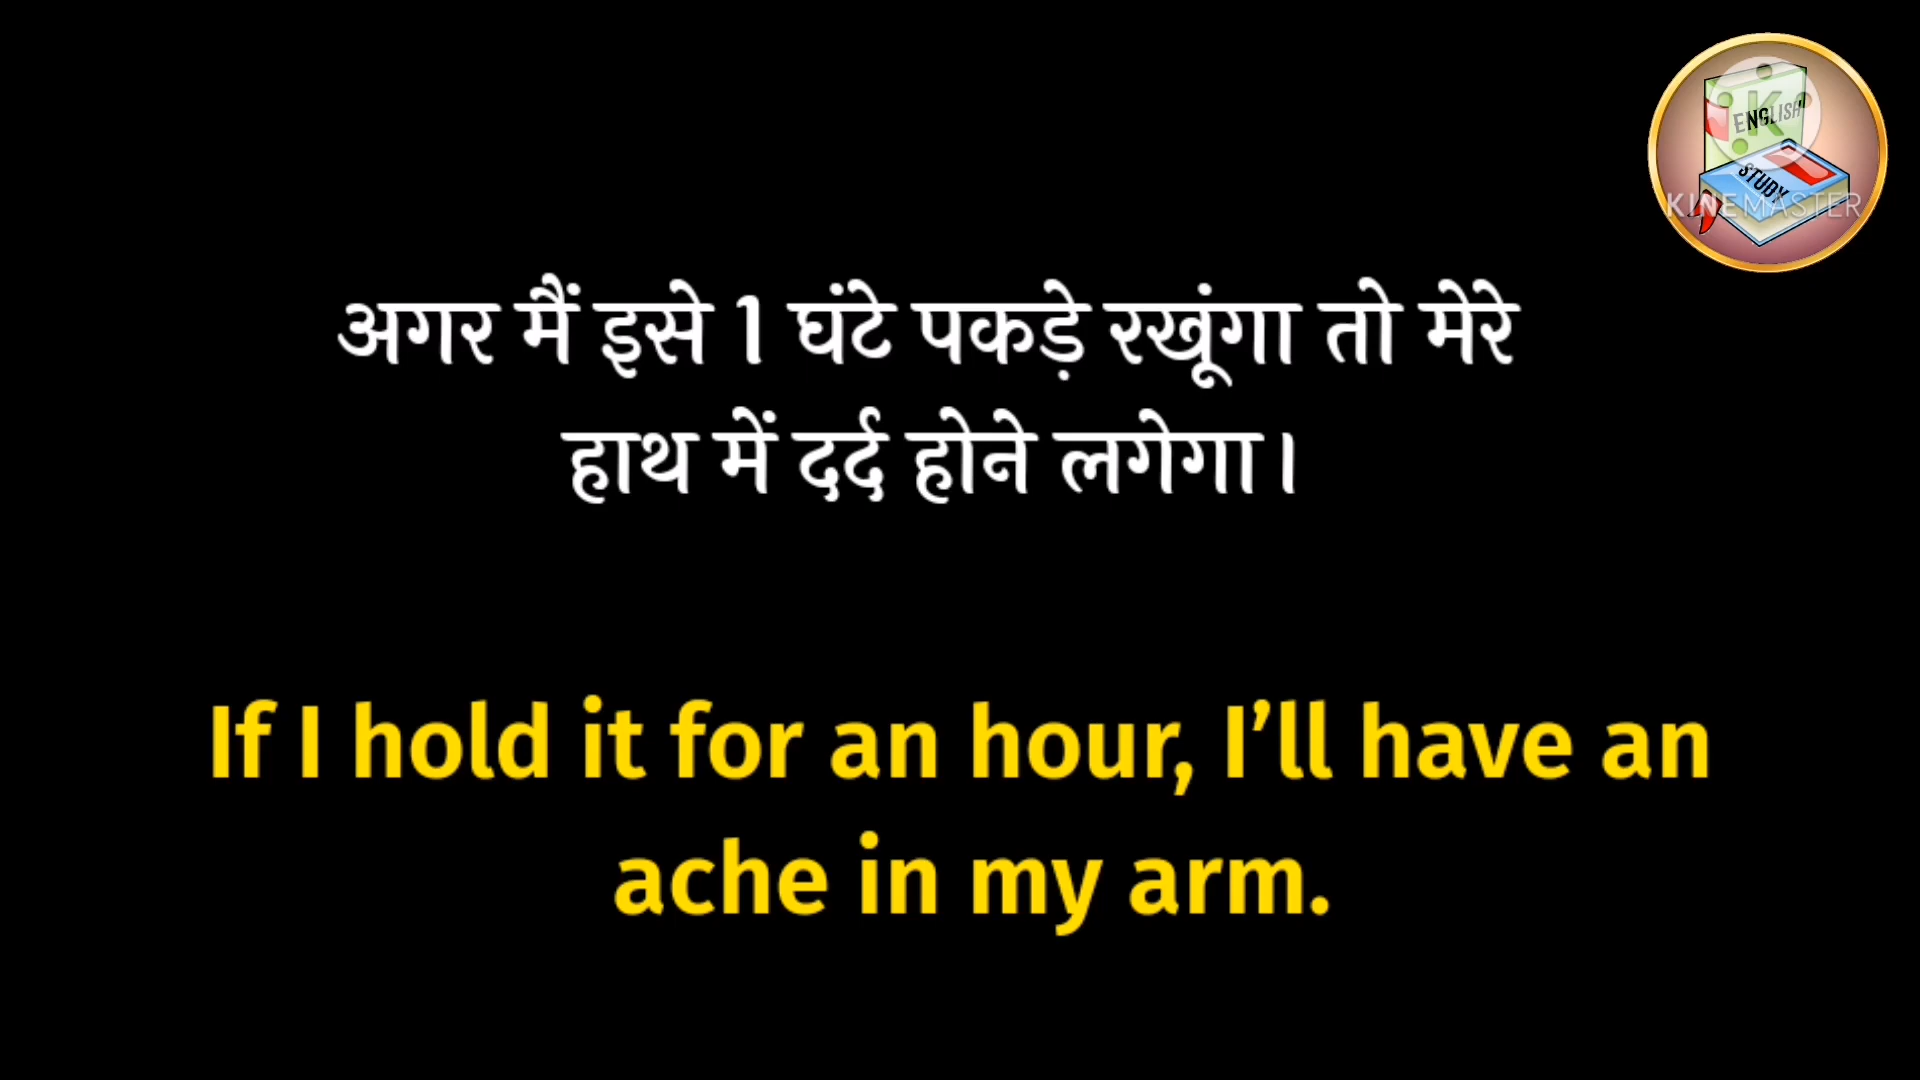 ENGLISH
STUDY
KINEMASTER
अगर मैं इसे 1 घंटे पकड़े रखूंगा तो मेरे
हाथ में दर्द होने लगेगा।
If I hold it for an hour, I’ll have an
ache in my arm.